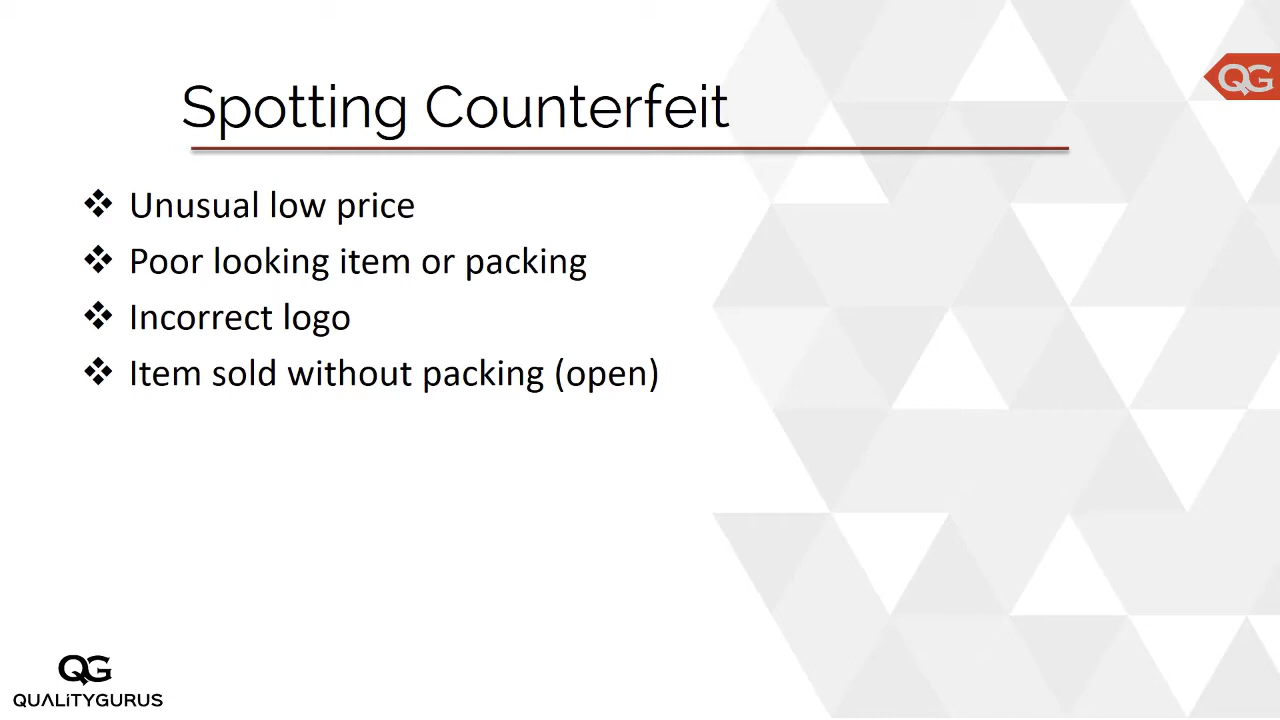 Spotting Counterfeit
QG
❖ Unusual low price
❖ Poor looking item or packing
❖ Incorrect logo
❖ Item sold without packing (open)
QG
QUALiTYGURUS